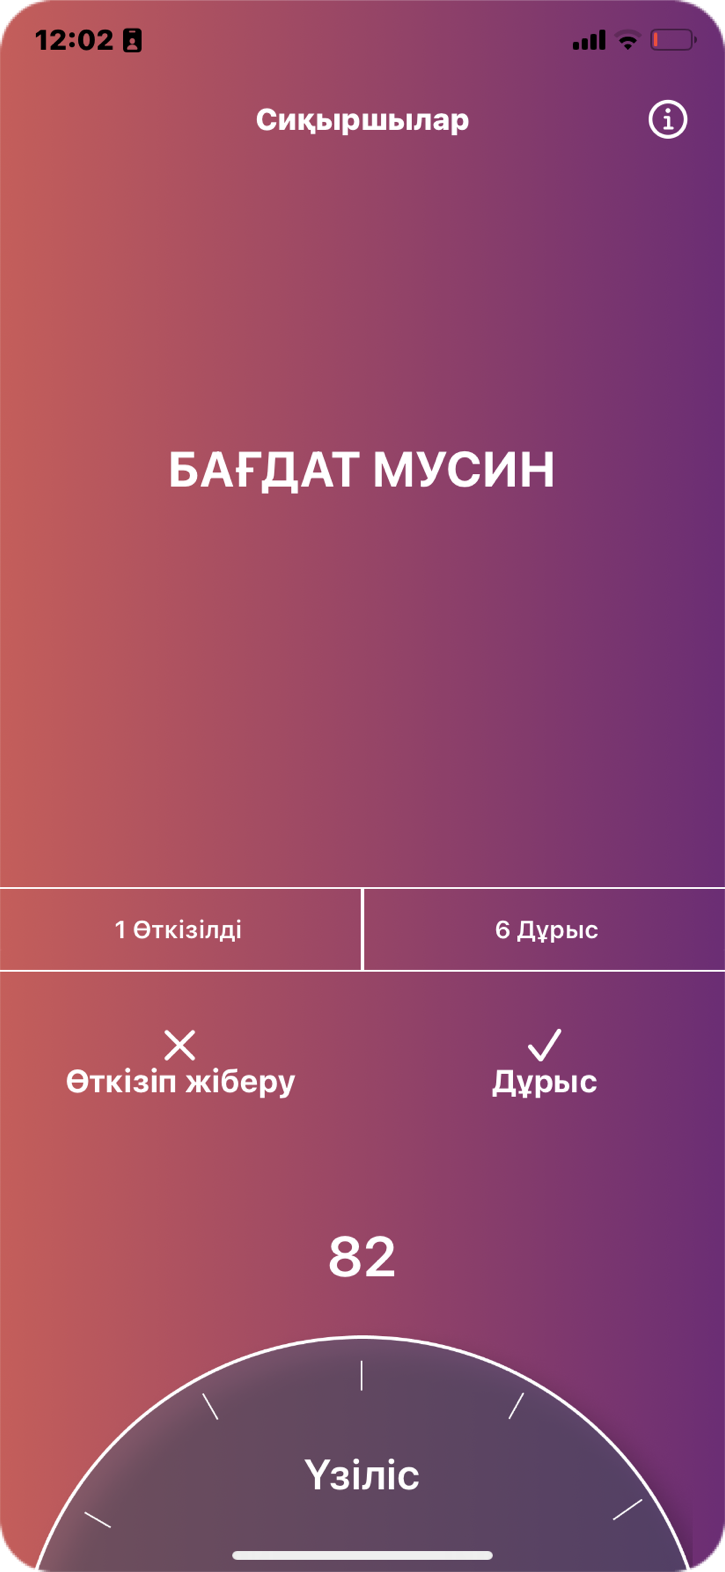 12:02
Сиқыршылар
БАҒДАТ МУСИН
1 Өткізілді
6 Дұрыс
Өткізіп жіберу
Дұрыс
82
Үзіліс